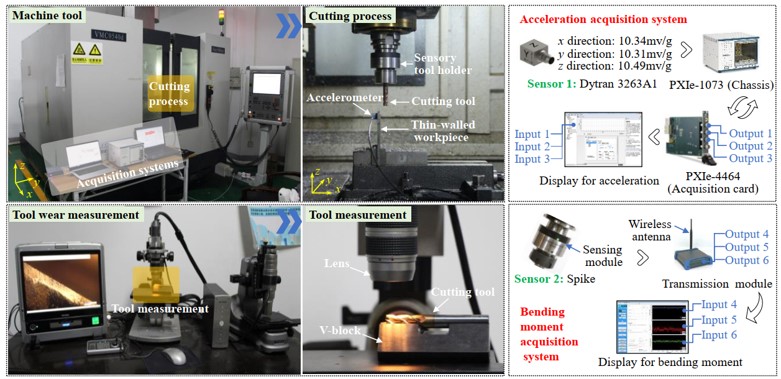 Machine tool
VMC0540d
Cutting
process
Acquisition systems
z
y
x
Cutting process
Sensory
tool holder
Accelerometer
Cutting tool
Thin-walled
workpiece
z
y
x
Acceleration acquisition system
x direction: 10.34mv/g
y direction: 10.31mv/g
z direction: 10.49mv/g
Sensor 1: Dytran 3263A1
PXIe-1073 (Chassis)
Input 1
Input 2
Input 3
Output 1
Output 2
Output 3
Display for acceleration
PXIe-4464
(Acquisition card)
Tool wear measurement
Tool measurement
Tool measurement
Lens
Cutting tool
V-block
Wireless
antenna
Sensing
module
Output 4
Output 5
Output 6
Sensor 2: Spike
Transmission module
Bending
moment
acquisition
system
Input 4
Input 5
Input 6
Display for bending moment